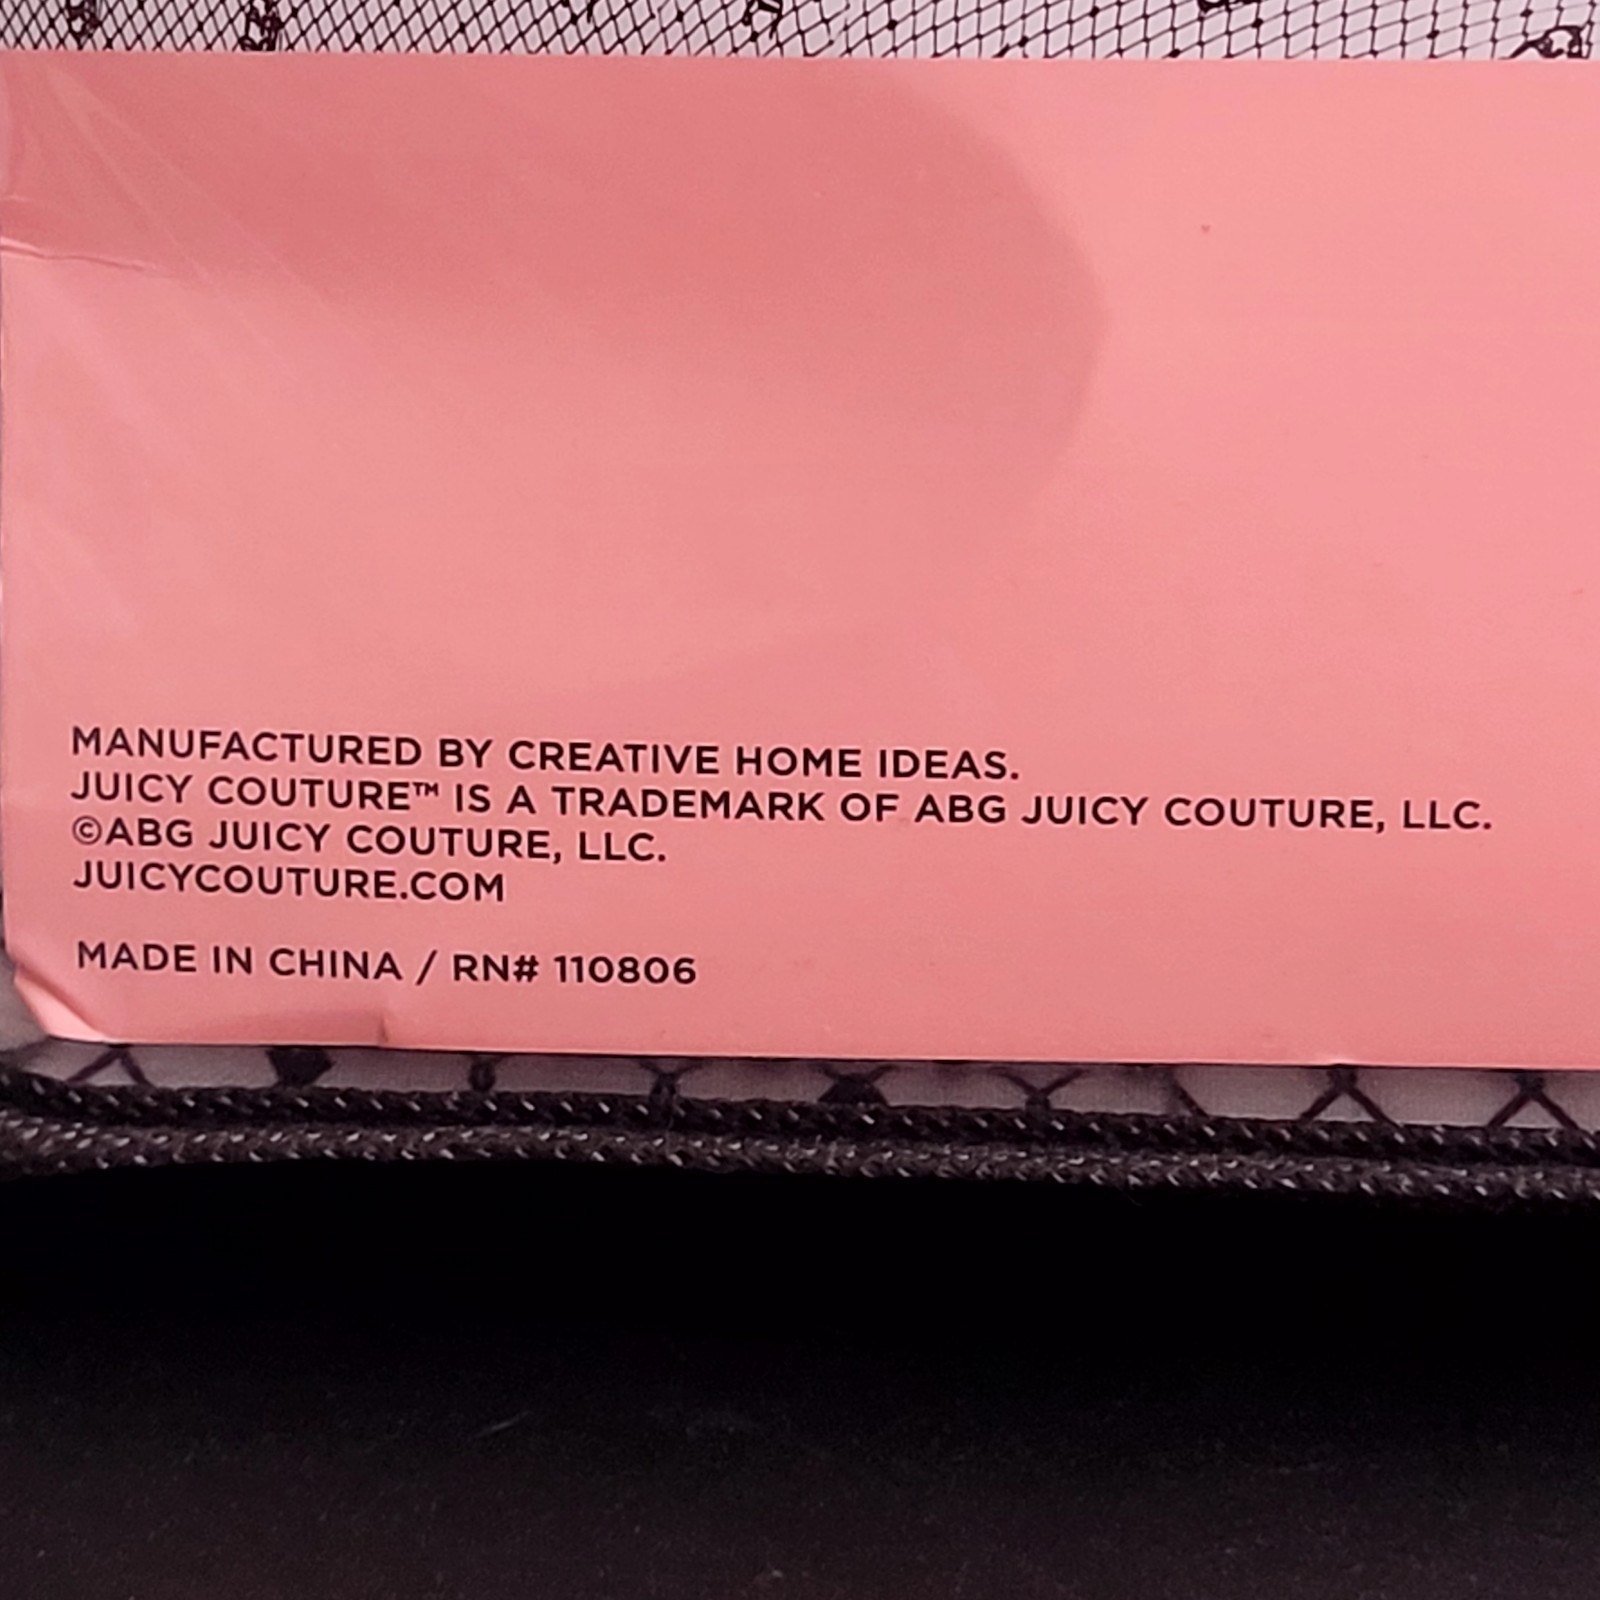 MANUFACTURED BY CREATIVE HOME IDEAS.
JUICY COUTURE™ IS A TRADEMARK OF ABG JUICY COUTURE, LLC.
©ABG JUICY COUTURE, LLC.
JUICYCOUTURE.COM
MADE IN CHINA / RN# 110806